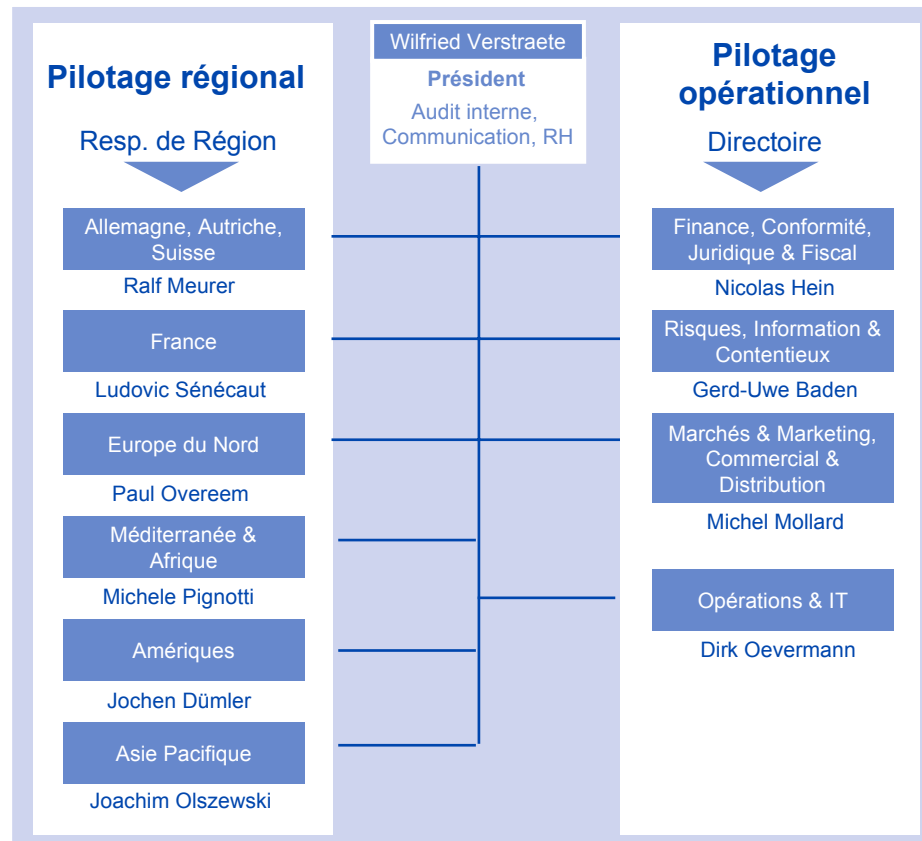 Pilotage régional
Resp. de Région
Allemagne, Autriche,
Suisse
Ralf Meurer
France
Ludovic Sénécaut
Europe du Nord
Paul Overeem
Méditerranée &
Afrique
Michele Pignotti
Amériques
Jochen Dümler
Asie Pacifique
Joachim Olszewski
Wilfried Verstraete
Président
Audit interne,
Communication, RH
Pilotage
opérationnel
Directoire
Finance, Conformité,
Juridique & Fiscal
Nicolas Hein
Risques, Information &
Contentieux
Gerd-Uwe Baden
Marchés & Marketing,
Commercial &
Distribution
Michel Mollard
Opérations & IT
Dirk Oevermann